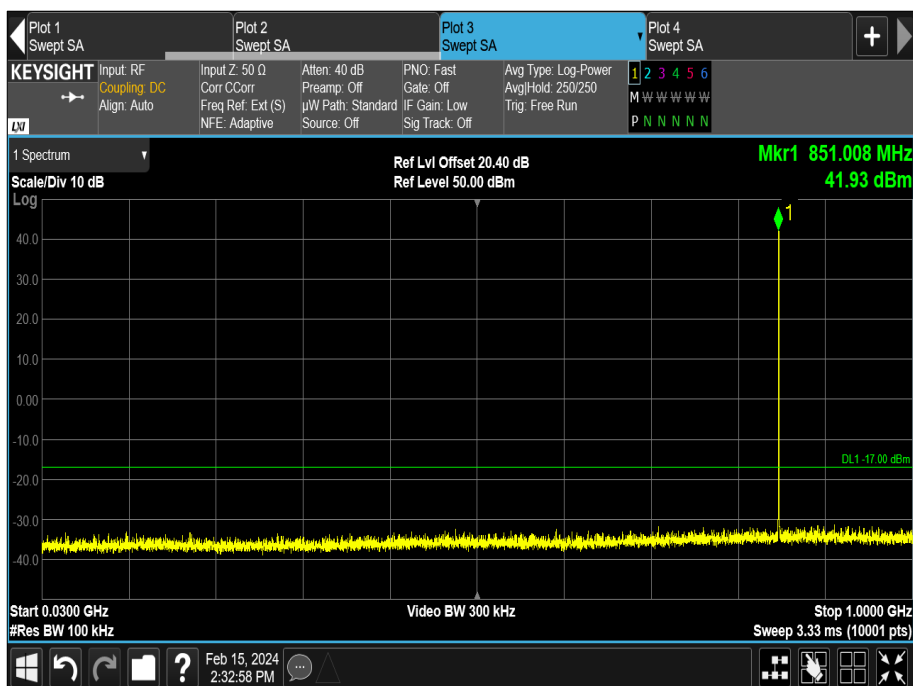 Plot 1
Swept SA
Plot 2
Swept SA
Plot 3
Swept SA
Plot 4
Swept SA
+
KEYSIGHT
LXI
Input: RF
Coupling: DC
Align: Auto
Input Z: 50 Ω
Corr CCorr
Freq Ref: Ext (S)
NFE: Adaptive
Atten: 40 dB
Preamp: Off
µW Path: Standard
Source: Off
PNO: Fast
Gate: Off
IF Gain: Low
Sig Track: Off
Avg Type: Log-Power
Avg|Hold: 250/250
Trig: Free Run
1 2 3 4 5 6
M W W W W W
P N N N N N
1 Spectrum
Scale/Div 10 dB
Ref Lvl Offset 20.40 dB
Ref Level 50.00 dBm
Mkr1 851.008 MHz
41.93 dBm
Log
1
40.0
30.0
20.0
10.0
0.00
-10.0
DL1 -17.00 dBm
-20.0
-30.0
-40.0
Start 0.0300 GHz
#Res BW 100 kHz
Video BW 300 kHz
Stop 1.0000 GHz
Sweep 3.33 ms (10001 pts)
?
Feb 15, 2024
2:32:58 PM